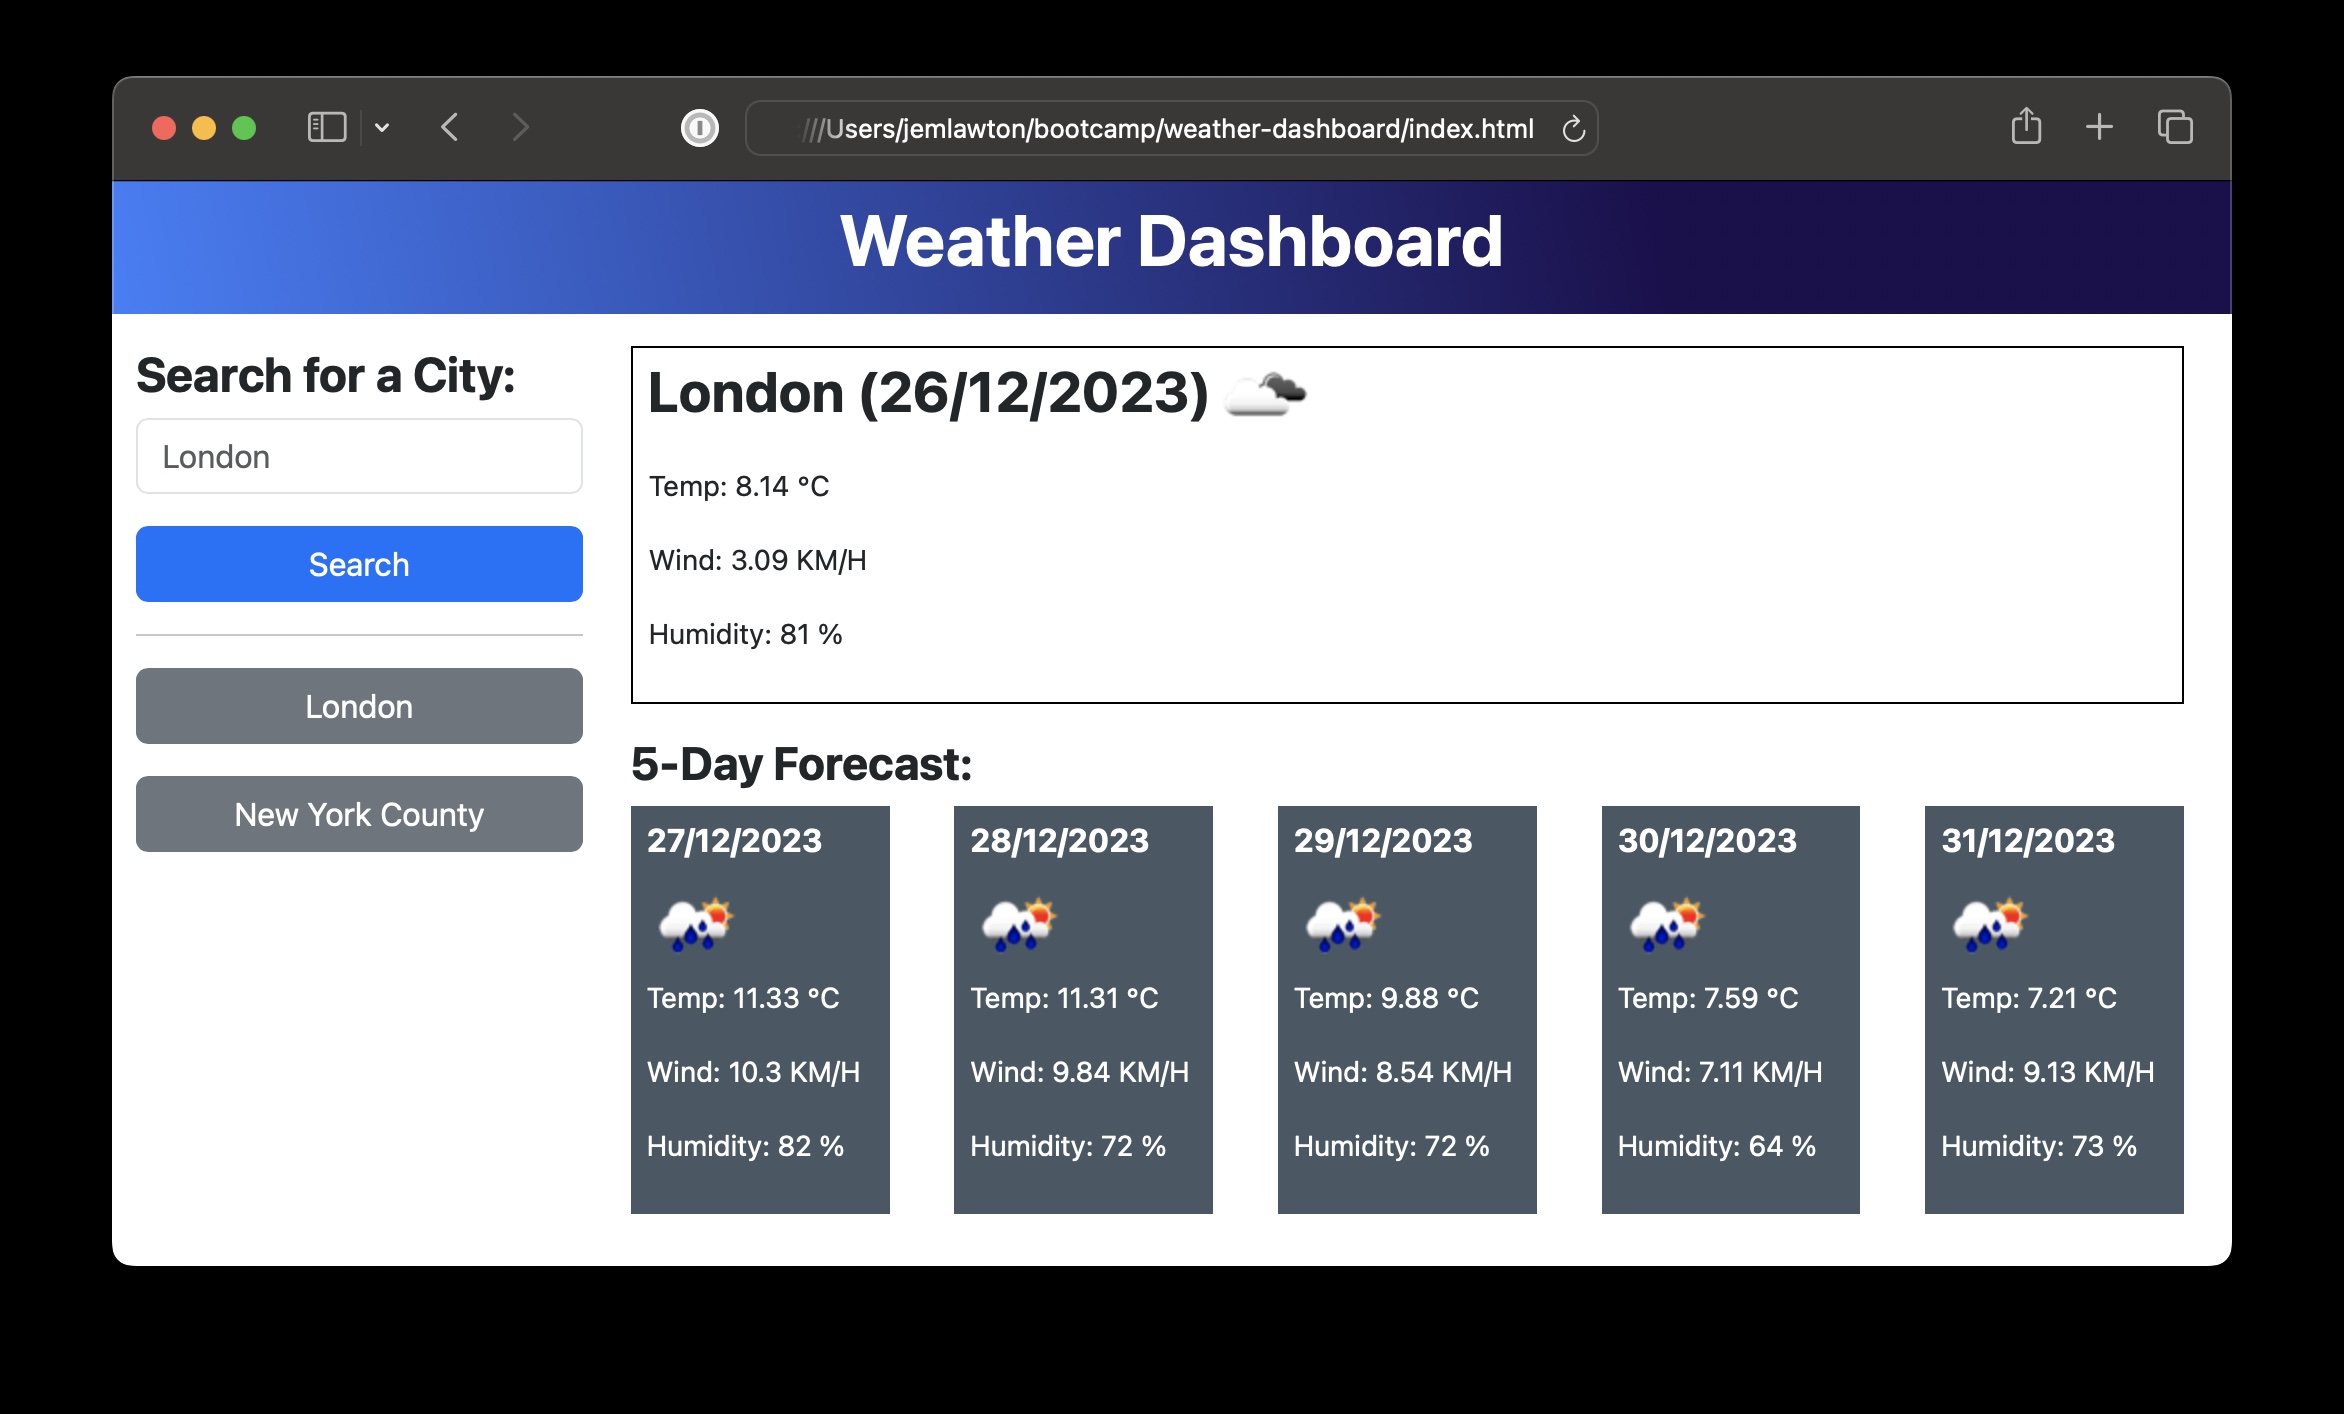 ///Users/jemlawton/bootcamp/weather-dashboard/index.html
Weather Dashboard
Search for a City:
London
Search
London
New York County
London (26/12/2023)
Temp: 8.14 °C
Wind: 3.09 KM/H
Humidity: 81 %
5-Day Forecast:
27/12/2023
Temp: 11.33 °C
Wind: 10.3 KM/H
Humidity: 82 %
28/12/2023
Temp: 11.31 °C
Wind: 9.84 KM/H
Humidity: 72 %
29/12/2023
Temp: 9.88 °C
Wind: 8.54 KM/H
Humidity: 72 %
30/12/2023
Temp: 7.59 °C
Wind: 7.11 KM/H
Humidity: 64 %
31/12/2023
Temp: 7.21 °C
Wind: 9.13 KM/H
Humidity: 73 %